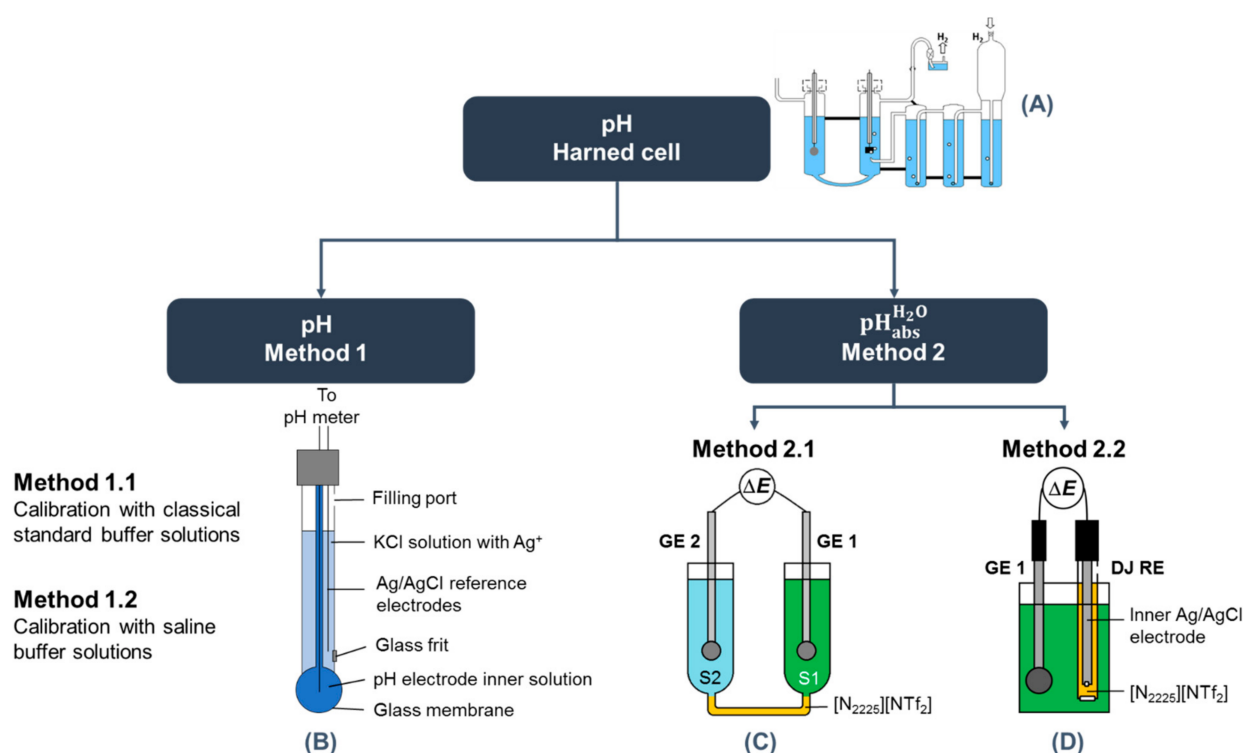 H₂
H₂
(A)
pH
Harned cell
pH
Method 1
pH_abs^H₂O
Method 2
To
pH meter
Method 1.1
Calibration with classical
standard buffer solutions
Method 1.2
Calibration with saline
buffer solutions
Filling port
KCl solution with Ag⁺
Ag/AgCl reference
electrodes
Glass frit
pH electrode inner solution
Glass membrane
(B)
Method 2.1
ΔE
GE 2
GE 1
S2
S1
[N₂₂₂₅][NTf₂]
(C)
Method 2.2
ΔE
GE 1
DJ RE
Inner Ag/AgCl
electrode
[N₂₂₂₅][NTf₂]
(D)